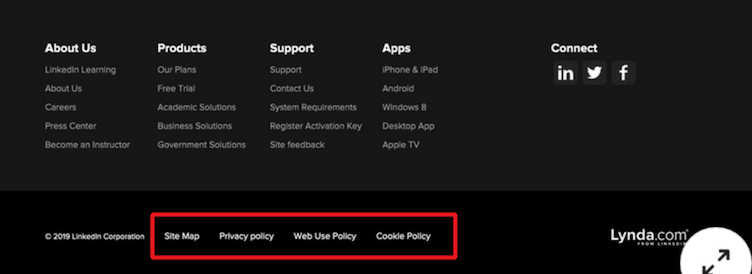 About Us
LinkedIn Learning
About Us
Careers
Press Center
Become an Instructor
Products
Our Plans
Free Trial
Academic Solutions
Business Solutions
Government Solutions
Support
Support
Contact Us
System Requirements
Register Activation Key
Site feedback
Apps
iPhone & iPad
Android
Windows 8
Desktop App
Apple TV
Connect
in
f
© 2019 LinkedIn Corporation
Site Map
Privacy policy
Web Use Policy
Cookie Policy
Lynda.com
FROM LINKEDIN